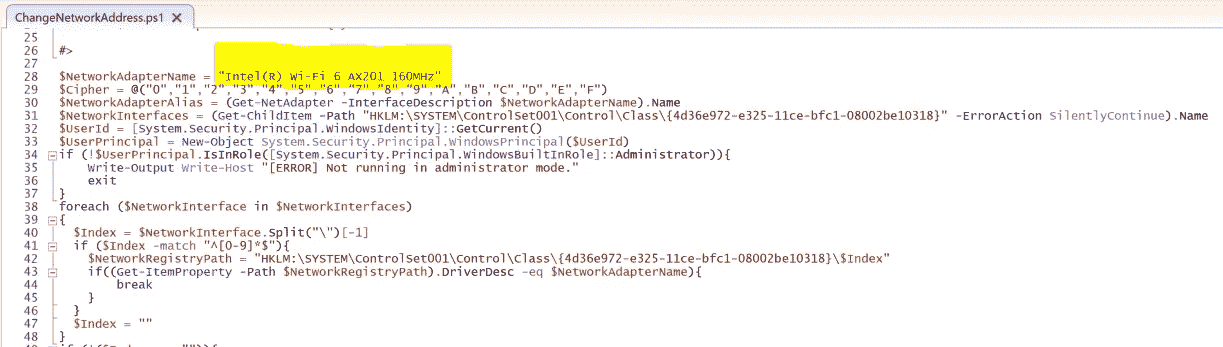 ChangeNetworkAddress.ps1
25
26 #>
27
28 $NetworkAdapterName = "Intel(R) Wi-Fi 6 AX201 160MHz"
29 $Cipher = @("0","1","2","3","4","5","6","7","8","9","A","B","C","D","E","F")
30 $NetworkAdapterAlias = (Get-NetAdapter -InterfaceDescription $NetworkAdapterName).Name
31 $NetworkInterfaces = (Get-ChildItem -Path "HKLM:\SYSTEM\ControlSet001\Control\Class\{4d36e972-e325-11ce-bfc1-08002be10318}" -ErrorAction SilentlyContinue).Name
32 $UserId = [System.Security.Principal.WindowsIdentity]::GetCurrent()
33 $UserPrincipal = New-Object System.Security.Principal.WindowsPrincipal($UserId)
34 if (!$UserPrincipal.IsInRole([System.Security.Principal.WindowsBuiltInRole]::Administrator)){
35 Write-Output Write-Host "[ERROR] Not running in administrator mode."
36 exit
37 }
38 foreach ($NetworkInterface in $NetworkInterfaces)
39 {
40 $Index = $NetworkInterface.Split("\")[-1]
41 if ($Index -match "^[0-9]*$"){
42 $NetworkRegistryPath = "HKLM:\SYSTEM\ControlSet001\Control\Class\{4d36e972-e325-11ce-bfc1-08002be10318}\$Index"
43 if((Get-ItemProperty -Path $NetworkRegistryPath).DriverDesc -eq $NetworkAdapterName){
44 break
45 }
46 }
47 $Index = ""
48 }